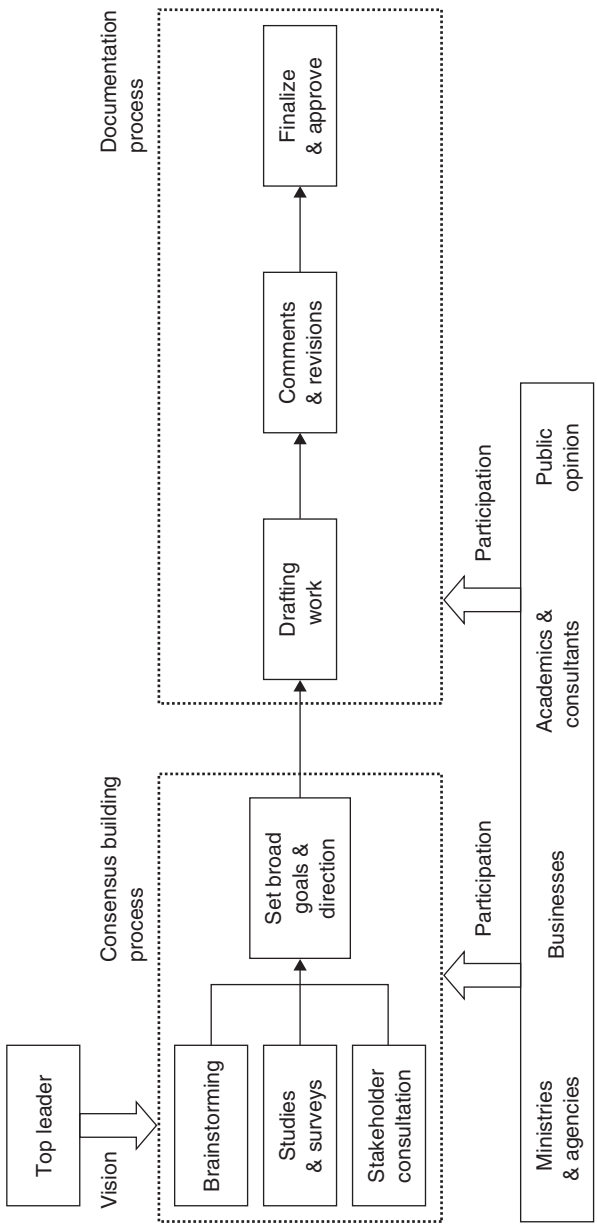 Top leader
Vision
Consensus building
process
Documentation
process
Brainstorming
Studies
& surveys
Stakeholder
consultation
Set broad
goals &
direction
Drafting
work
Comments
& revisions
Finalize
& approve
Participation
Participation
Ministries
& agencies
Businesses
Academics &
consultants
Public
opinion